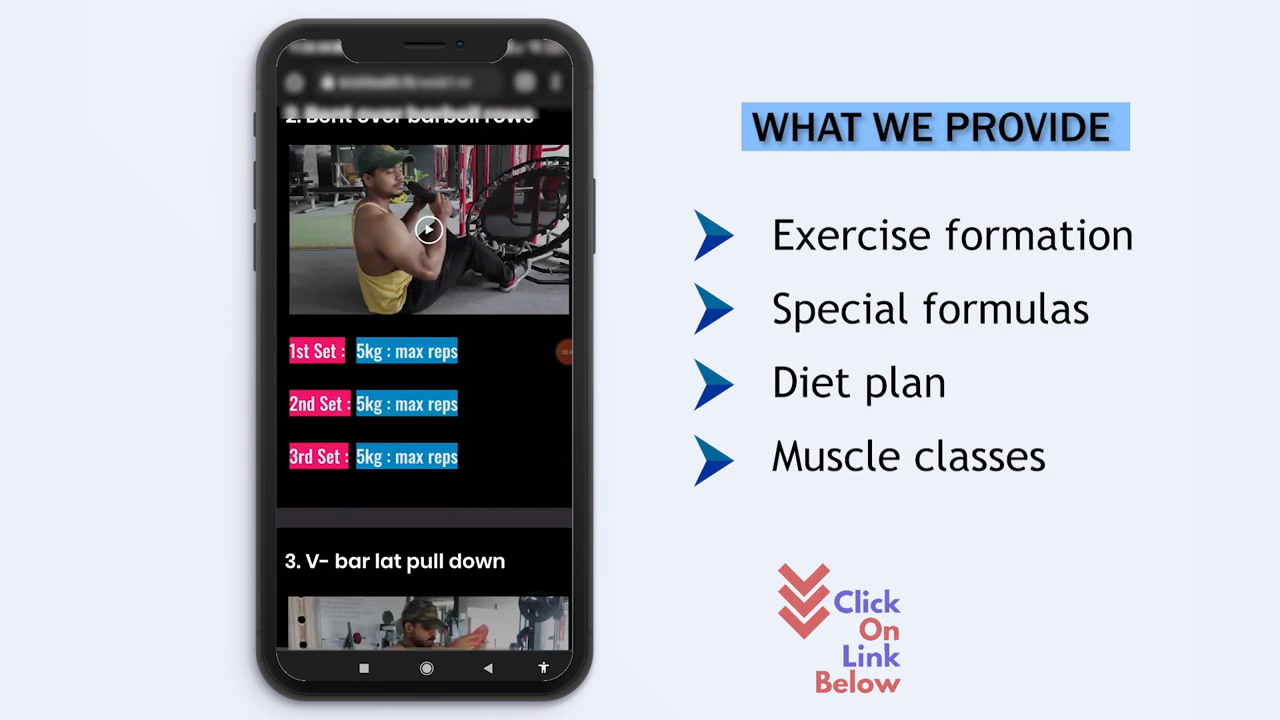 2. Bent over barbell rows
1st Set : 5kg : max reps
2nd Set : 5kg : max reps
3rd Set : 5kg : max reps
3. V- bar lat pull down
WHAT WE PROVIDE
Exercise formation
Special formulas
Diet plan
Muscle classes
Click
On
Link
Below